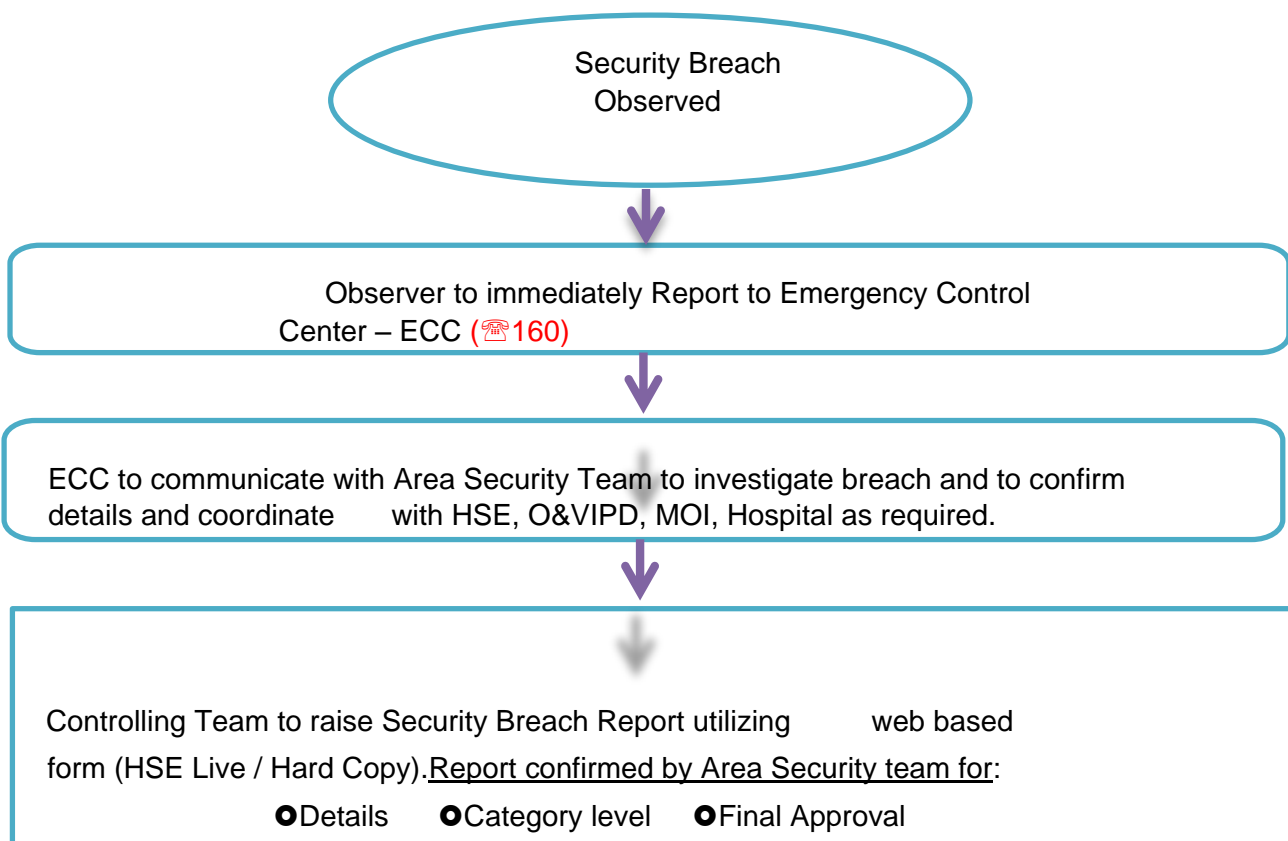 Security Breach
Observed
Observer to immediately Report to Emergency Control
Center – ECC (☏160)
ECC to communicate with Area Security Team to investigate breach and to confirm
details and coordinate with HSE, O&VIPD, MOI, Hospital as required.
Controlling Team to raise Security Breach Report utilizing web based
form (HSE Live / Hard Copy).Report confirmed by Area Security team for:
Details Category level Final Approval